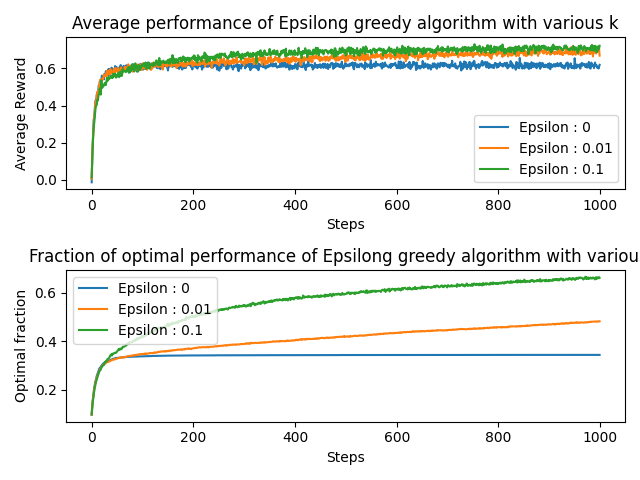 Average performance of Epsilong greedy algorithm with various k
Average Reward
0.6
0.4
0.2
0.0
Epsilon : 0
Epsilon : 0.01
Epsilon : 0.1
0 200 400 600 800 1000
Steps
Fraction of optimal performance of Epsilong greedy algorithm with variou
Optimal fraction
0.6
0.4
0.2
Epsilon : 0
Epsilon : 0.01
Epsilon : 0.1
0 200 400 600 800 1000
Steps